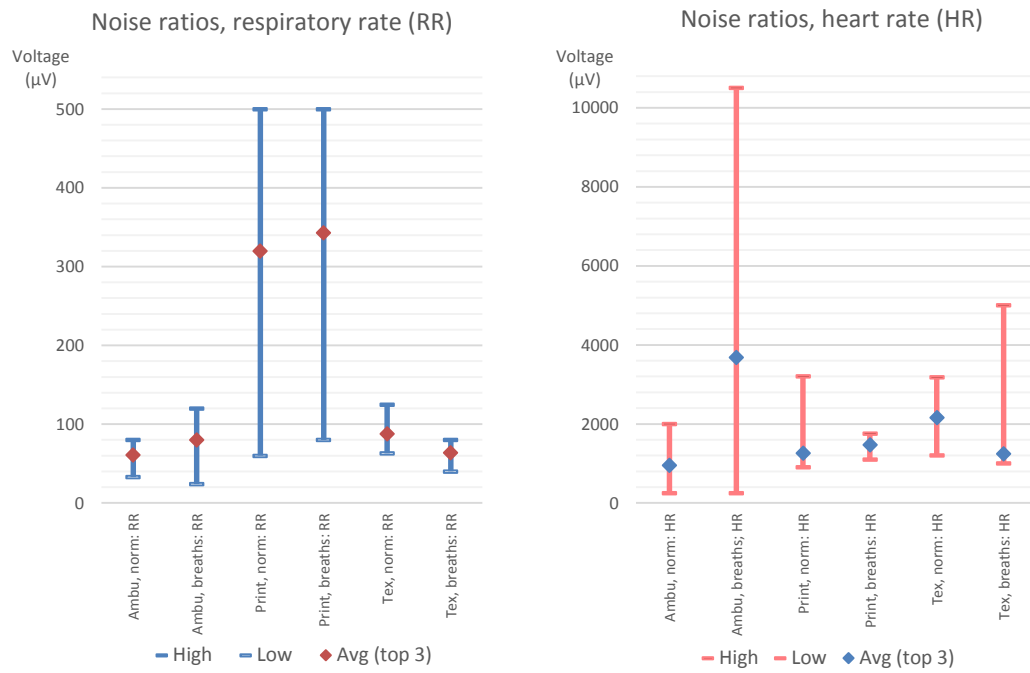 Noise ratios, respiratory rate (RR)
Voltage
(µV)
500
400
300
200
100
0
Ambu, norm: RR
Ambu, breaths: RR
Print, norm: RR
Print, breaths: RR
Tex, norm: RR
Tex, breaths: RR
High Low Avg (top 3)
Noise ratios, heart rate (HR)
Voltage
(µV)
10000
8000
6000
4000
2000
0
Ambu, norm: HR
Ambu, breaths; HR
Print, norm: HR
Print, breaths: HR
Tex, norm: HR
Tex, breaths: HR
High Low Avg (top 3)